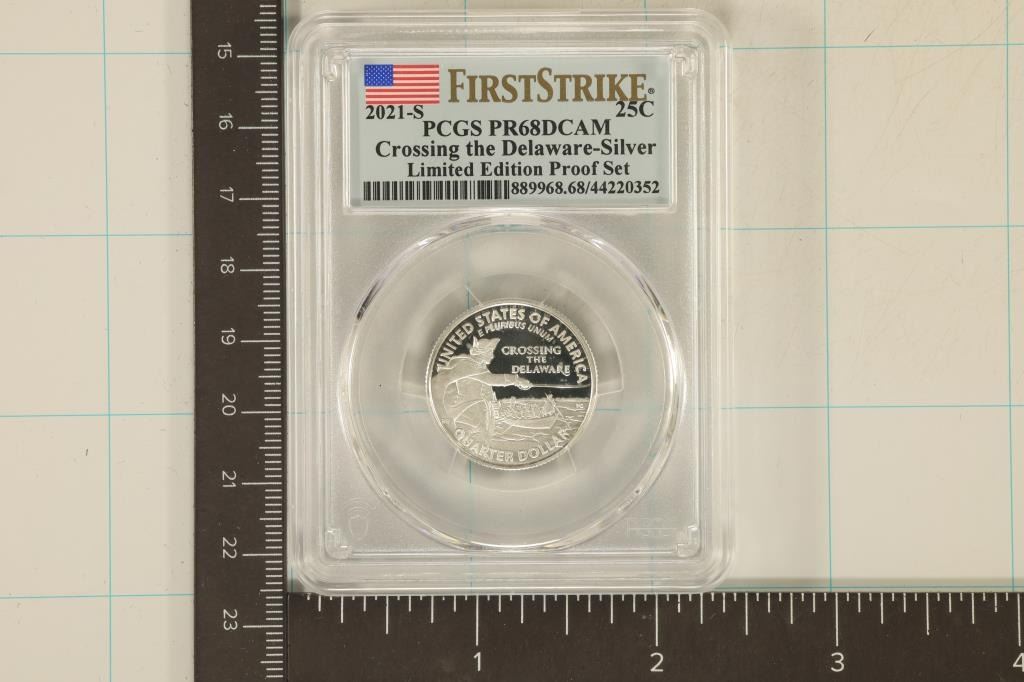 FIRSTSTRIKE®
2021-S 25C
PCGS PR68DCAM
Crossing the Delaware-Silver
Limited Edition Proof Set
889968.68/44220352
UNITED STATES OF AMERICA
E PLURIBUS UNUM
CROSSING
THE
DELAWARE
QUARTER DOLLAR
15
16
17
18
19
20
21
22
23
1 2 3 4